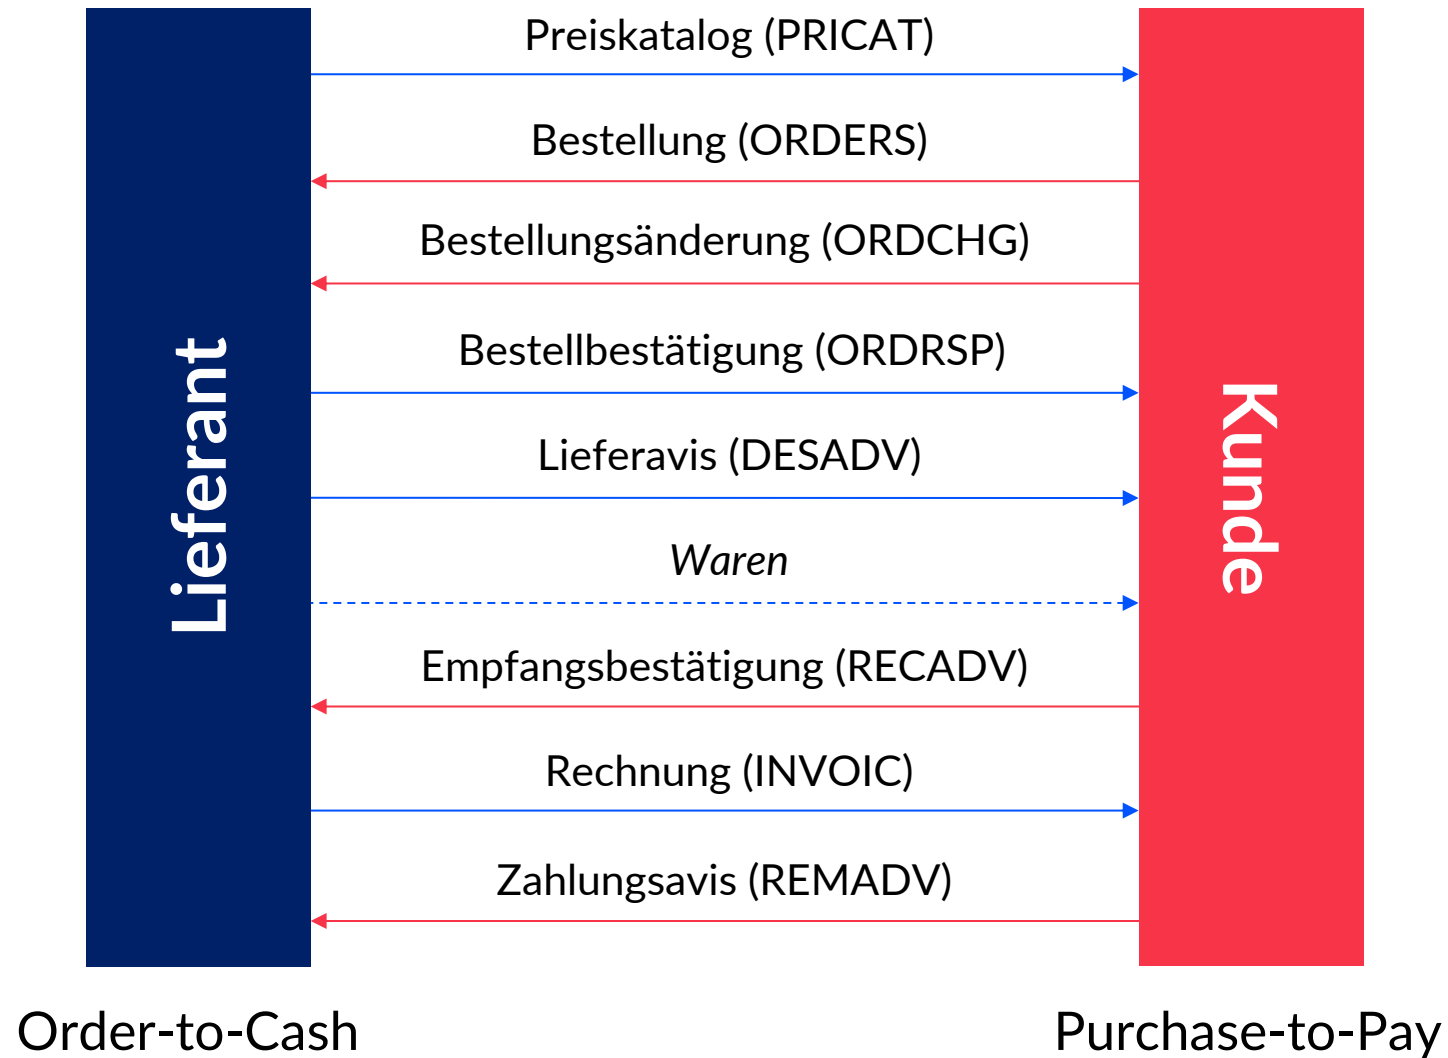 Preiskatalog (PRICAT)
Bestellung (ORDERS)
Bestellungsänderung (ORDCHG)
Bestellbestätigung (ORDRSP)
Lieferavis (DESADV)
Waren
Empfangsbestätigung (RECADV)
Rechnung (INVOIC)
Zahlungsavis (REMADV)
Lieferant
Kunde
Order-to-Cash
Purchase-to-Pay